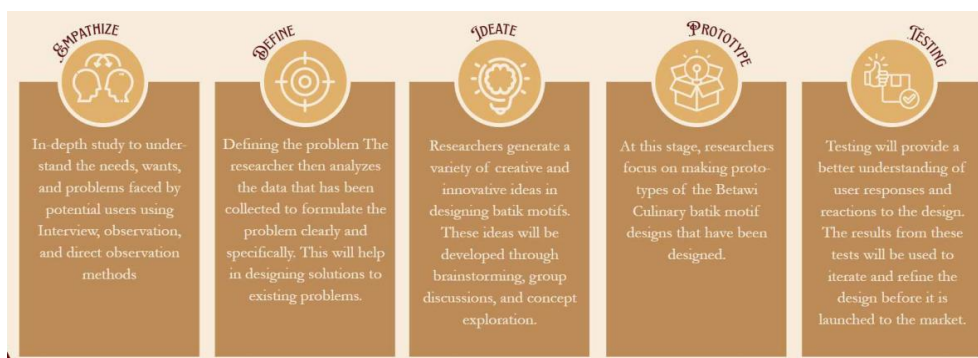 EMPATHIZE
In-depth study to under-
stand the needs, wants,
and problems faced by
potential users using
Interview, observation,
and direct observation
methods
DEFINE
Defining the problem The
researcher then analyzes
the data that has been
collected to formulate the
problem clearly and
specifically. This will help
in designing solutions to
existing problems.
IDEATE
Researchers generate a
variety of creative and
innovative ideas in
designing batik motifs.
These ideas will be
developed through
brainstorming, group
discussions, and concept
exploration.
PROTOTYPE
At this stage, researchers
focus on making proto-
types of the Betawi
Culinary batik motif
designs that have been
designed.
TESTING
Testing will provide a
better understanding of
user responses and
reactions to the design.
The results from these
tests will be used to
iterate and refine the
design before it is
launched to the market.